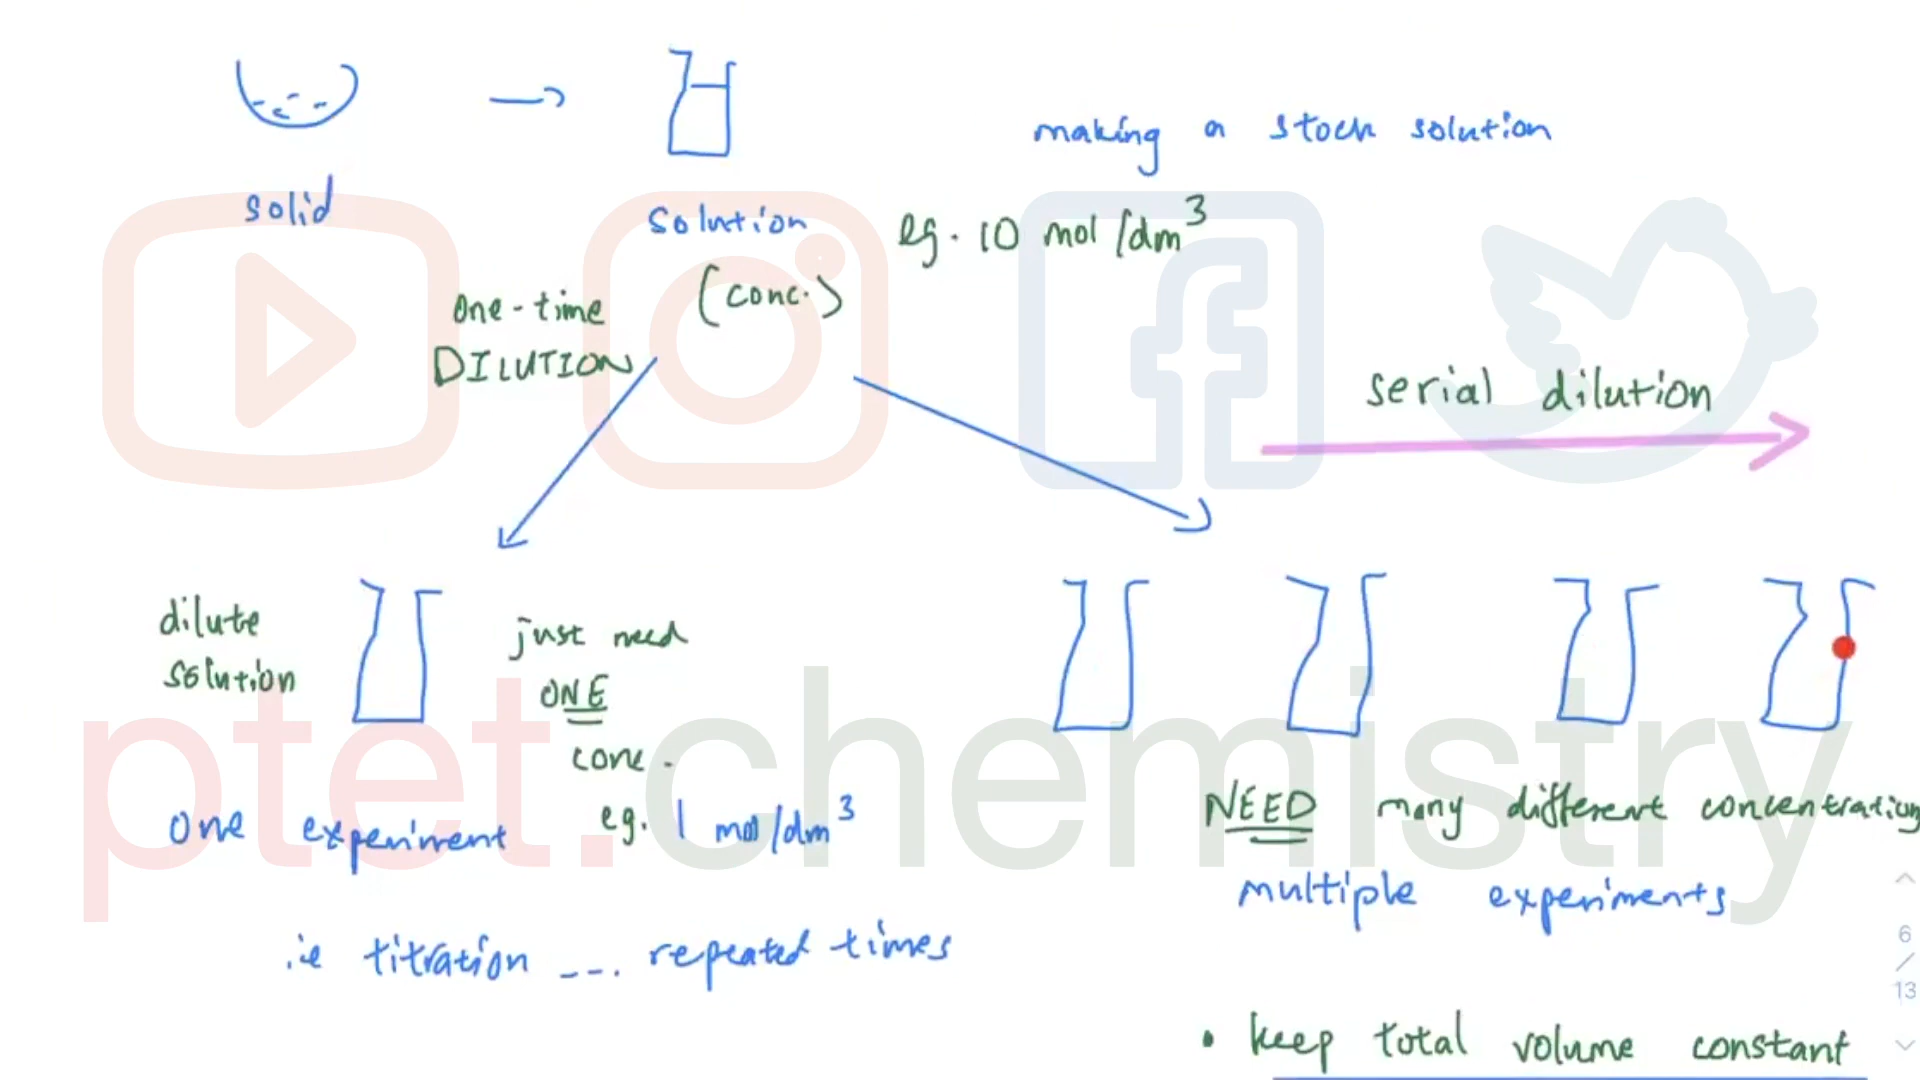 making a stock solution
solid
solution
(conc.)
eg. 10 mol/dm³
one-time
DILUTION
serial dilution
dilute
solution
just need
ONE
conc.
eg. 1 mol/dm³
one experiment
i.e titration ---. repeated times
NEED many different concentration
multiple experiments
• keep total volume constant
ptet.chemistry
6
/
13